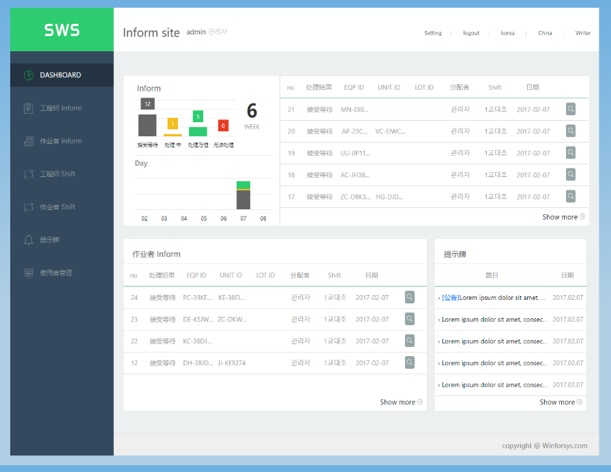 SWS
Inform site admin 관리자
Setting | logout | korea | China | Writer
DASHBOARD
工程师 Inform
作业者 Inform
工程师 Shift
作业者 Shift
提示牌
使用者管理
Inform
12
1
5
0
接受等待 处理 中 处理万恒 无须处理
6
WEEK
Day
02 03 04 05 06 07 08
no 处理结果 EQP ID UNIT ID LOT ID 分配者 Shift 日期
21 接受等待 MN-DI0... 관리자 1교대조 2017-02-07
20 接受等待 AP-23C... VC-EIWC... 관리자 1교대조 2017-02-07
19 接受等待 UU-0P11... 관리자 1교대조 2017-02-07
18 接受等待 AC-JFI38... 관리자 1교대조 2017-02-07
17 接受等待 ZC-D8K3... HG-DJD... 관리자 1교대조 2017-02-07
Show more
作业者 Inform
no 处理结果 EQP ID UNIT ID LOT ID 分配者 Shift 日期
24 接受等待 PC-39KF... KE-38FI... 관리자 1교대조 2017-02-07
23 接受等待 DE-KSJW... ZC-DKW... 관리자 1교대조 2017-02-07
22 接受等待 KC-38DJ... 관리자 1교대조 2017-02-07
12 接受等待 DH-38JD... JJ-KE9274 관리자 1교대조 2017-02-07
Show more
提示牌
题目 日期
› [公告]Lorem ipsum dolor sit amet, ... 2017.02.07
› Lorem ipsum dolor sit amet, consec... 2017.02.07
› Lorem ipsum dolor sit amet, consec... 2017.02.07
› Lorem ipsum dolor sit amet, consec... 2017.02.07
› Lorem ipsum dolor sit amet, consec... 2017.02.07
Show more
copyright @ Winforsys.com